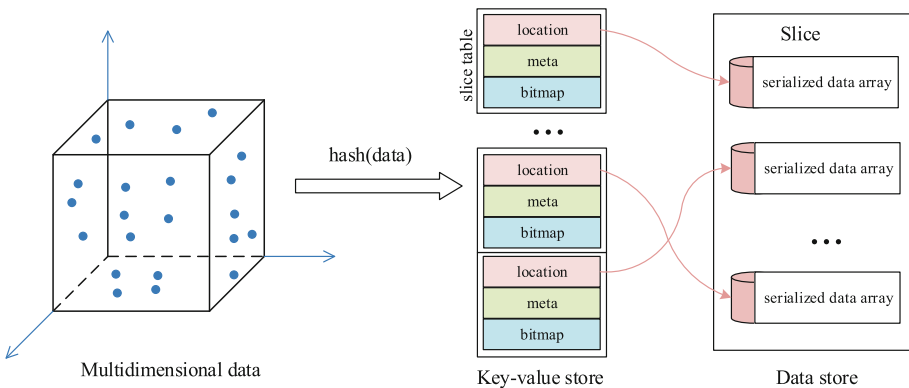 Multidimensional data
hash(data)
slice table
location
meta
bitmap
•••
location
meta
bitmap
location
meta
bitmap
Key-value store
Slice
serialized data array
serialized data array
•••
serialized data array
Data store